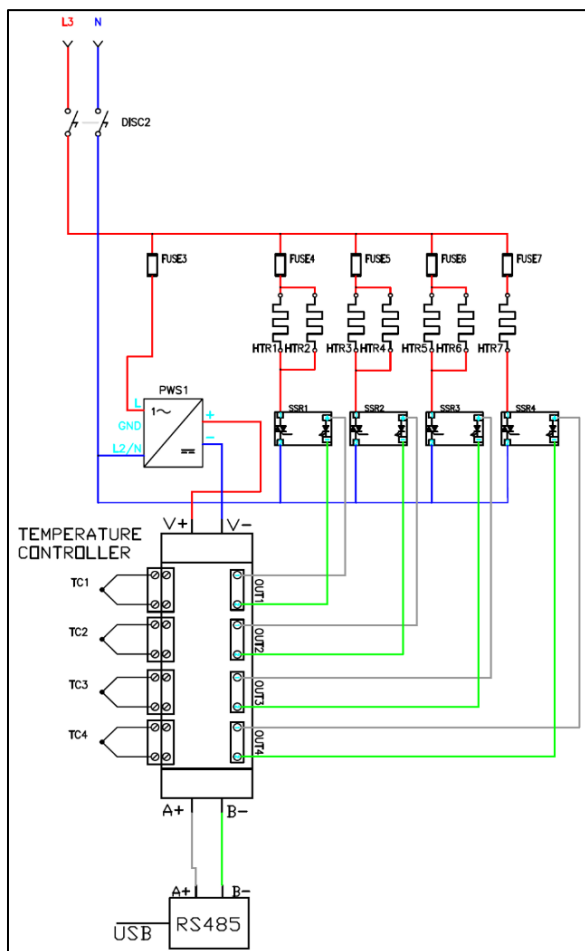 L3 N
DISC2
FUSE3 FUSE4 FUSE5 FUSE6 FUSE7
HTR1 HTR2 HTR3 HTR4 HTR5 HTR6 HTR7
PWS1
L 1~ +
GND
L2/N −
SSR1 SSR2 SSR3 SSR4
V+ V-
TEMPERATURE
CONTROLLER
TC1 OUT1
TC2 OUT2
TC3 OUT3
TC4 OUT4
A+ B-
A+ B-
USB RS485